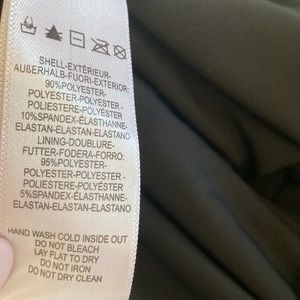 SHELL-EXTÉRIEUR-
AUßERHALB-FUORI-EXTERIOR:
90%POLYESTER-
POLYESTER-POLYESTER-
POLIESTERE-POLIÉSTER
10%SPANDEX-ÉLASTHANNE-
ELASTAN-ELASTAN-ELASTANO
LINING-DOUBLURE-
FUTTER-FODERA-FORRO:
95%POLYESTER-
POLYESTER-POLYESTER-
POLIESTERE-POLIÉSTER
5%SPANDEX-ÉLASTHANNE-
ELASTAN-ELASTAN-ELASTANO
HAND WASH COLD INSIDE OUT
DO NOT BLEACH
LAY FLAT TO DRY
DO NOT IRON
DO NOT DRY CLEAN